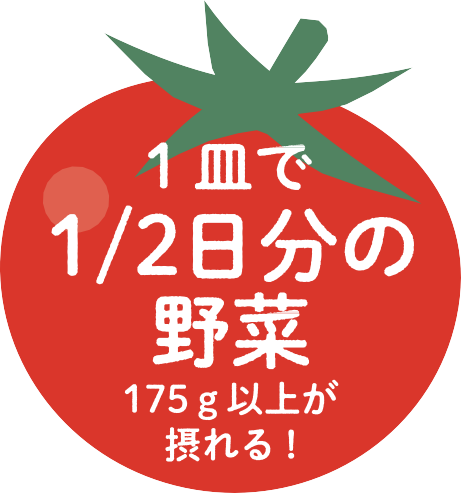 1皿で
1/2日分の
野菜
175g以上が
摂れる!